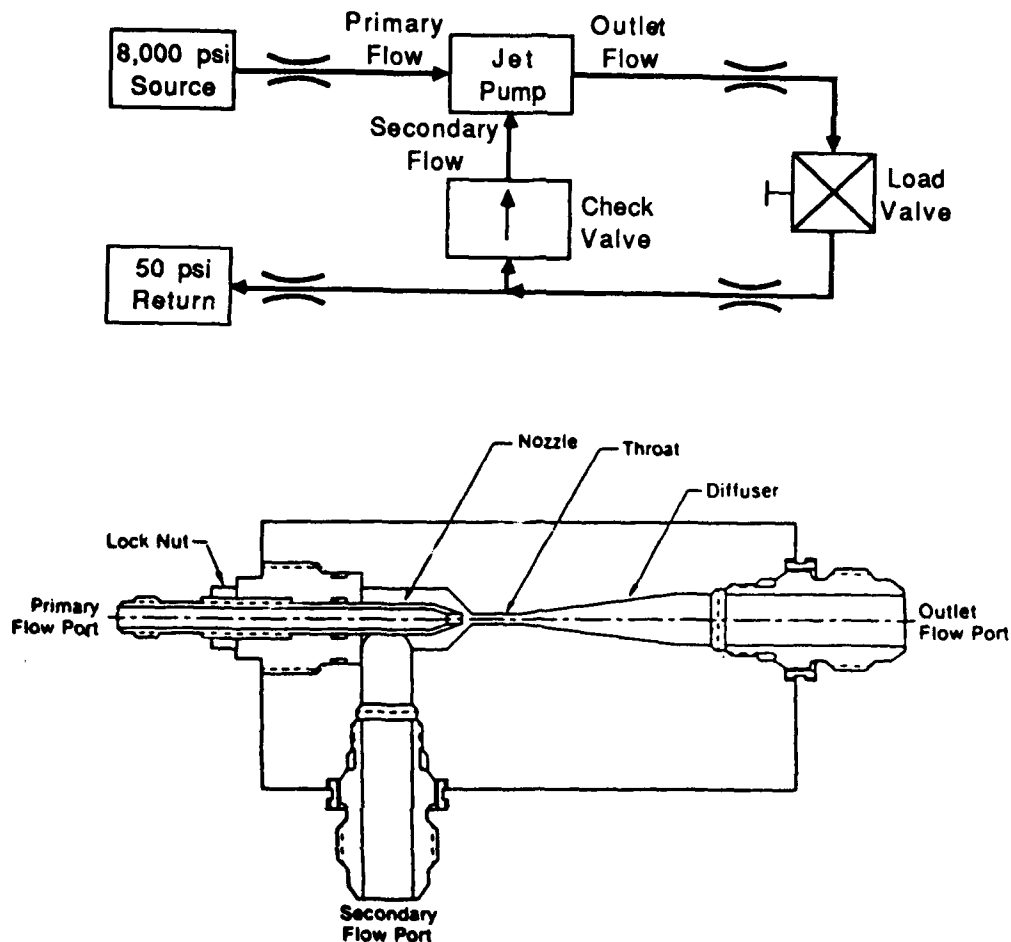 8,000 psi
Source
Primary
Flow
Jet
Pump
Outlet
Flow
Secondary
Flow
Check
Valve
Load
Valve
50 psi
Return
Nozzle
Throat
Diffuser
Lock Nut
Primary
Flow Port
Outlet
Flow Port
Secondary
Flow Port